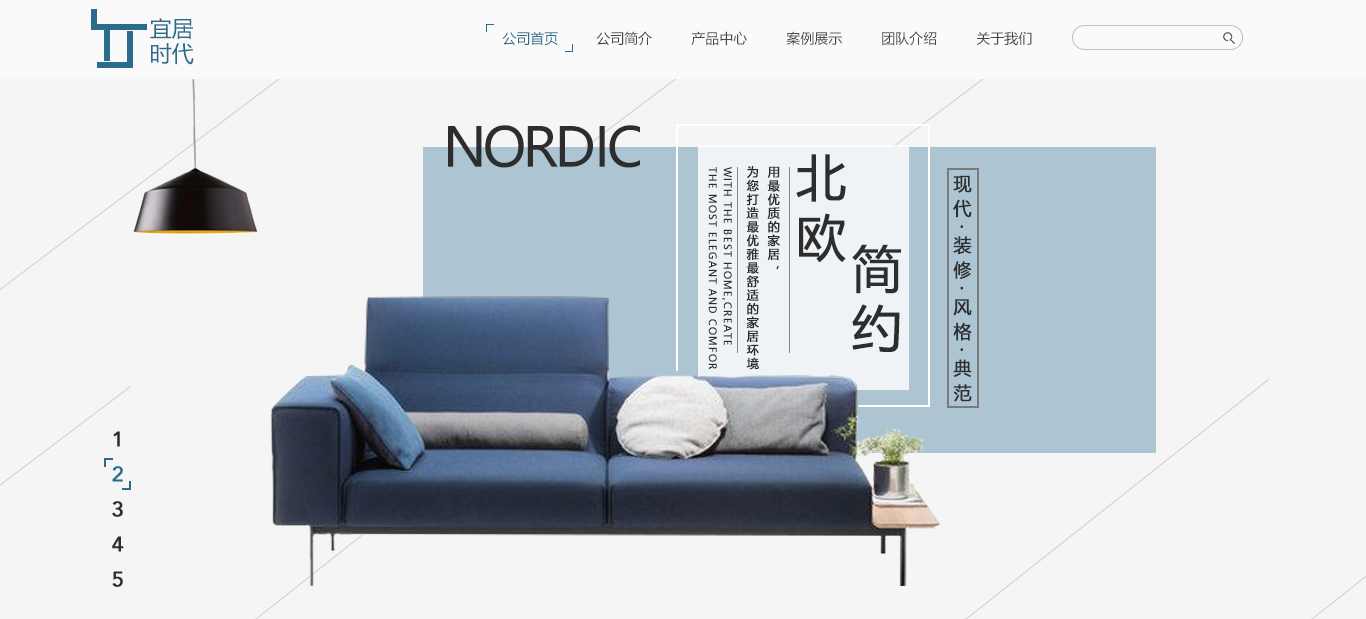 宜居
时代
公司首页
公司简介
产品中心
案例展示
团队介绍
关于我们
NORDIC
北欧
简约
用最优质的家居，
为您打造最优雅最舒适的家居环境
WITH THE BEST HOME,CREATE
THE MOST ELEGANT AND COMFOR
现代·装修·风格·典范
1
2
3
4
5